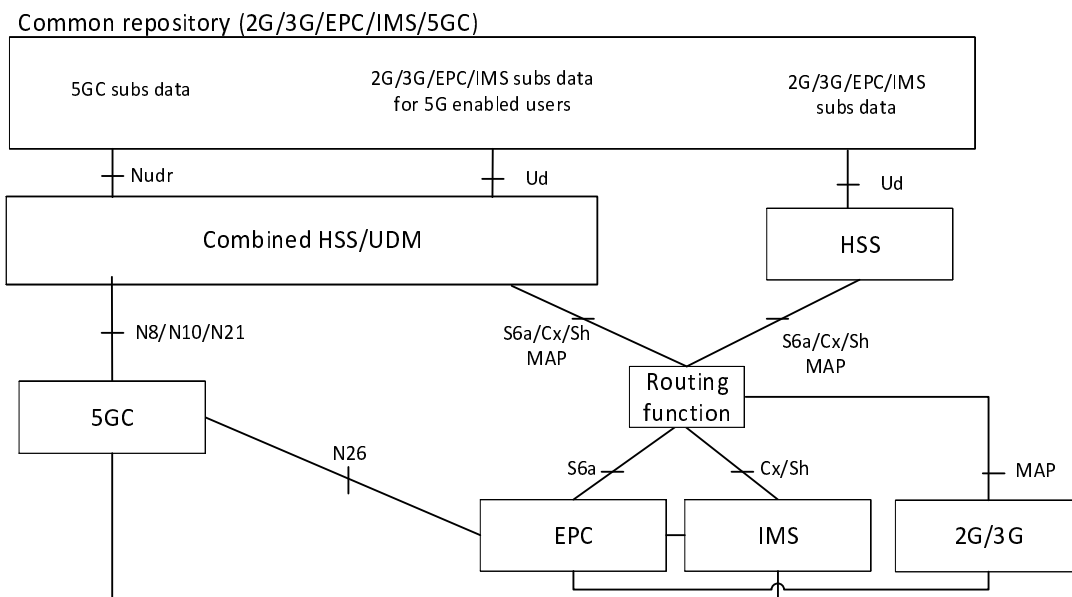 Common repository (2G/3G/EPC/IMS/5GC)
5GC subs data
2G/3G/EPC/IMS subs data
for 5G enabled users
2G/3G/EPC/IMS
subs data
Nudr
Ud
Ud
Combined HSS/UDM
HSS
N8/N10/N21
S6a/Cx/Sh
MAP
S6a/Cx/Sh
MAP
Routing
function
5GC
N26
S6a
Cx/Sh
MAP
EPC
IMS
2G/3G